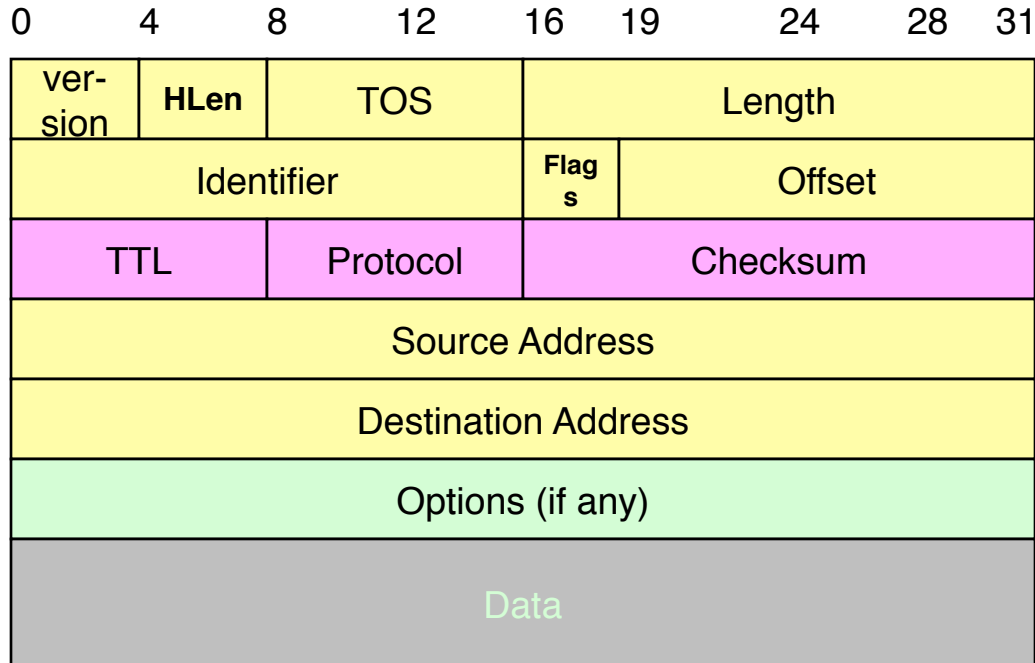 0 4 8 12 16 19 24 28 31
ver-
sion HLen TOS Length
Identifier Flag
s Offset
TTL Protocol Checksum
Source Address
Destination Address
Options (if any)
Data